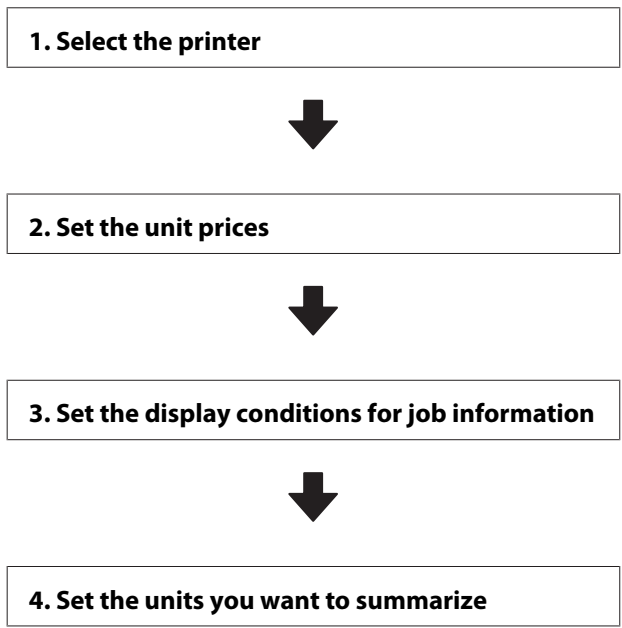 1. Select the printer
2. Set the unit prices
3. Set the display conditions for job information
4. Set the units you want to summarize